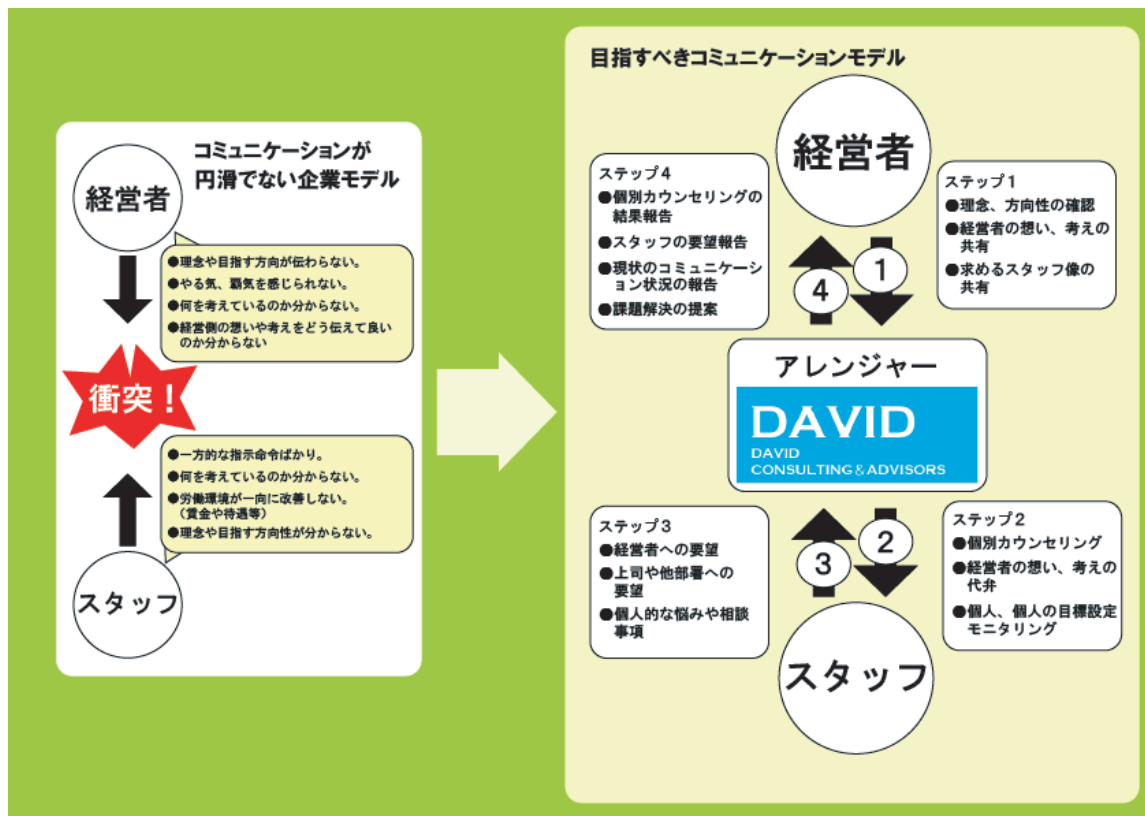 コミュニケーションが
円滑でない企業モデル
経営者
●理念や目指す方向が伝わらない。
●やる気、覇気を感じられない。
●何を考えているのか分からない。
●経営側の想いや考えをどう伝えて良い
のか分からない
衝突！
●一方的な指示命令ばかり。
●何を考えているのか分からない。
●労働環境が一向に改善しない。
（賃金や待遇等）
●理念や目指す方向性が分からない。
スタッフ
目指すべきコミュニケーションモデル
経営者
ステップ1
●理念、方向性の確認
●経営者の想い、考えの
共有
●求めるスタッフ像の
共有
ステップ4
●個別カウンセリングの
結果報告
●スタッフの要望報告
●現状のコミュニケーシ
ョン状況の報告
●課題解決の提案
4
1
アレンジャー
DAVID
DAVID
CONSULTING & ADVISORS
ステップ3
●経営者への要望
●上司や他部署への
要望
●個人的な悩みや相談
事項
3
2
ステップ2
●個別カウンセリング
●経営者の想い、考えの
代弁
●個人、個人の目標設定
モニタリング
スタッフ